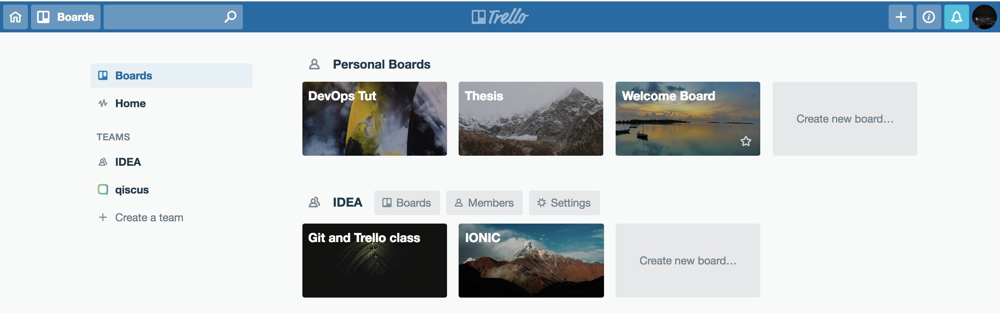 Boards
Trello
Boards
Home
TEAMS
IDEA
qiscus
Create a team
Personal Boards
DevOps Tut
Thesis
Welcome Board
Create new board…
IDEA Boards Members Settings
Git and Trello class
IONIC
Create new board…